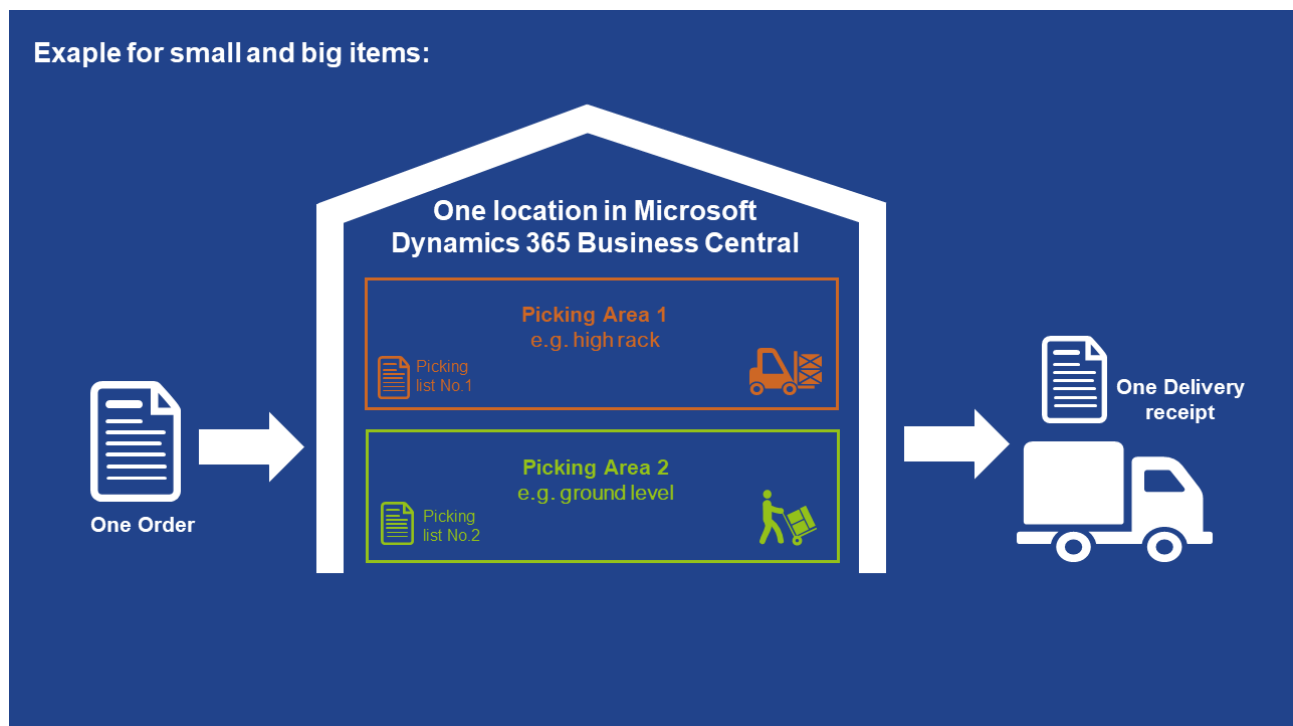 Exaple for small and big items:
One location in Microsoft
Dynamics 365 Business Central
Picking Area 1
e.g. high rack
Picking
list No.1
Picking Area 2
e.g. ground level
Picking
list No.2
One Order
One Delivery
receipt